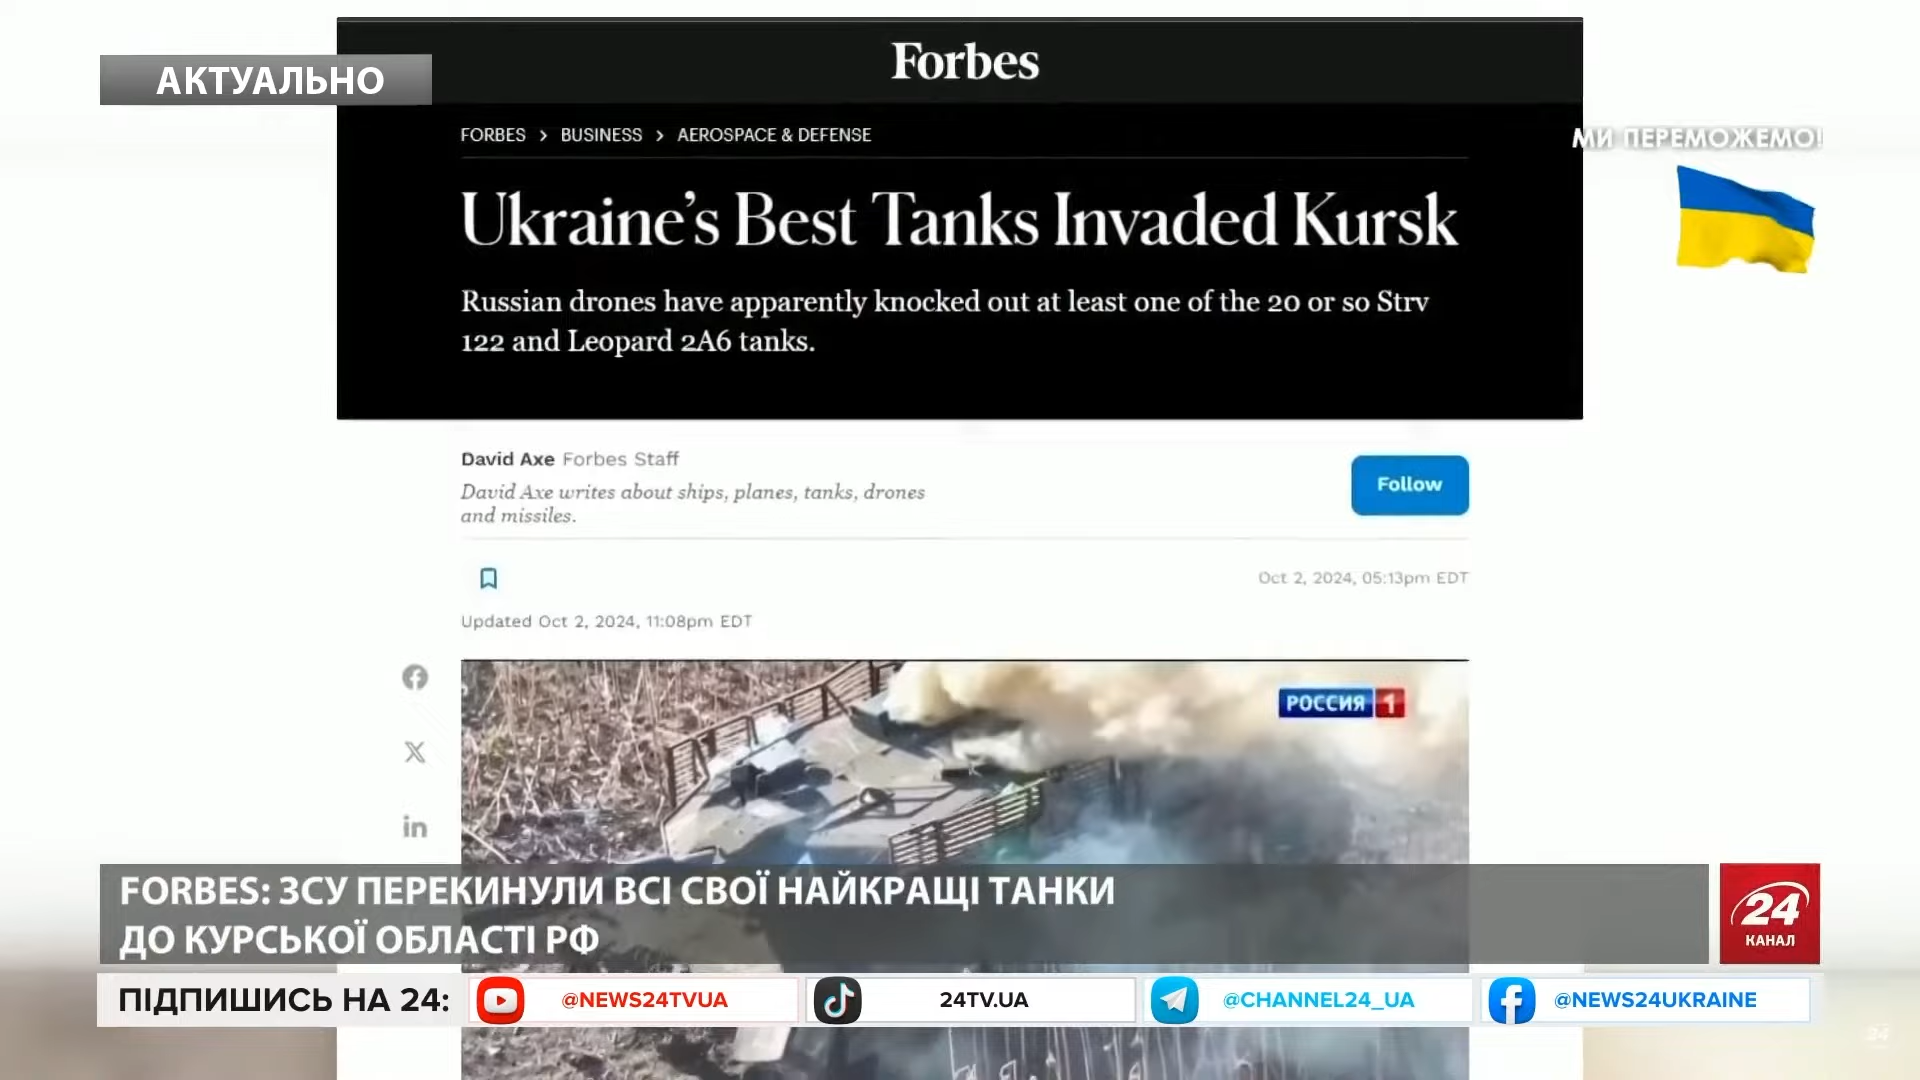 АКТУАЛЬНО
Forbes
FORBES > BUSINESS > AEROSPACE & DEFENSE
МИ ПЕРЕМОЖЕМО!
Ukraine’s Best Tanks Invaded Kursk
Russian drones have apparently knocked out at least one of the 20 or so Strv
122 and Leopard 2A6 tanks.
David Axe Forbes Staff
Follow
David Axe writes about ships, planes, tanks, drones
and missiles.
Oct 2, 2024, 05:13pm EDT
Updated Oct 2, 2024, 11:08pm EDT
РОССИЯ 1
FORBES: ЗСУ ПЕРЕКИНУЛИ ВСІ СВОЇ НАЙКРАЩІ ТАНКИ
ДО КУРСЬКОЇ ОБЛАСТІ РФ
24
КАНАЛ
ПІДПИШИСЬ НА 24:
@NEWS24TVUA
24TV.UA
@CHANNEL24_UA
@NEWS24UKRAINE
24